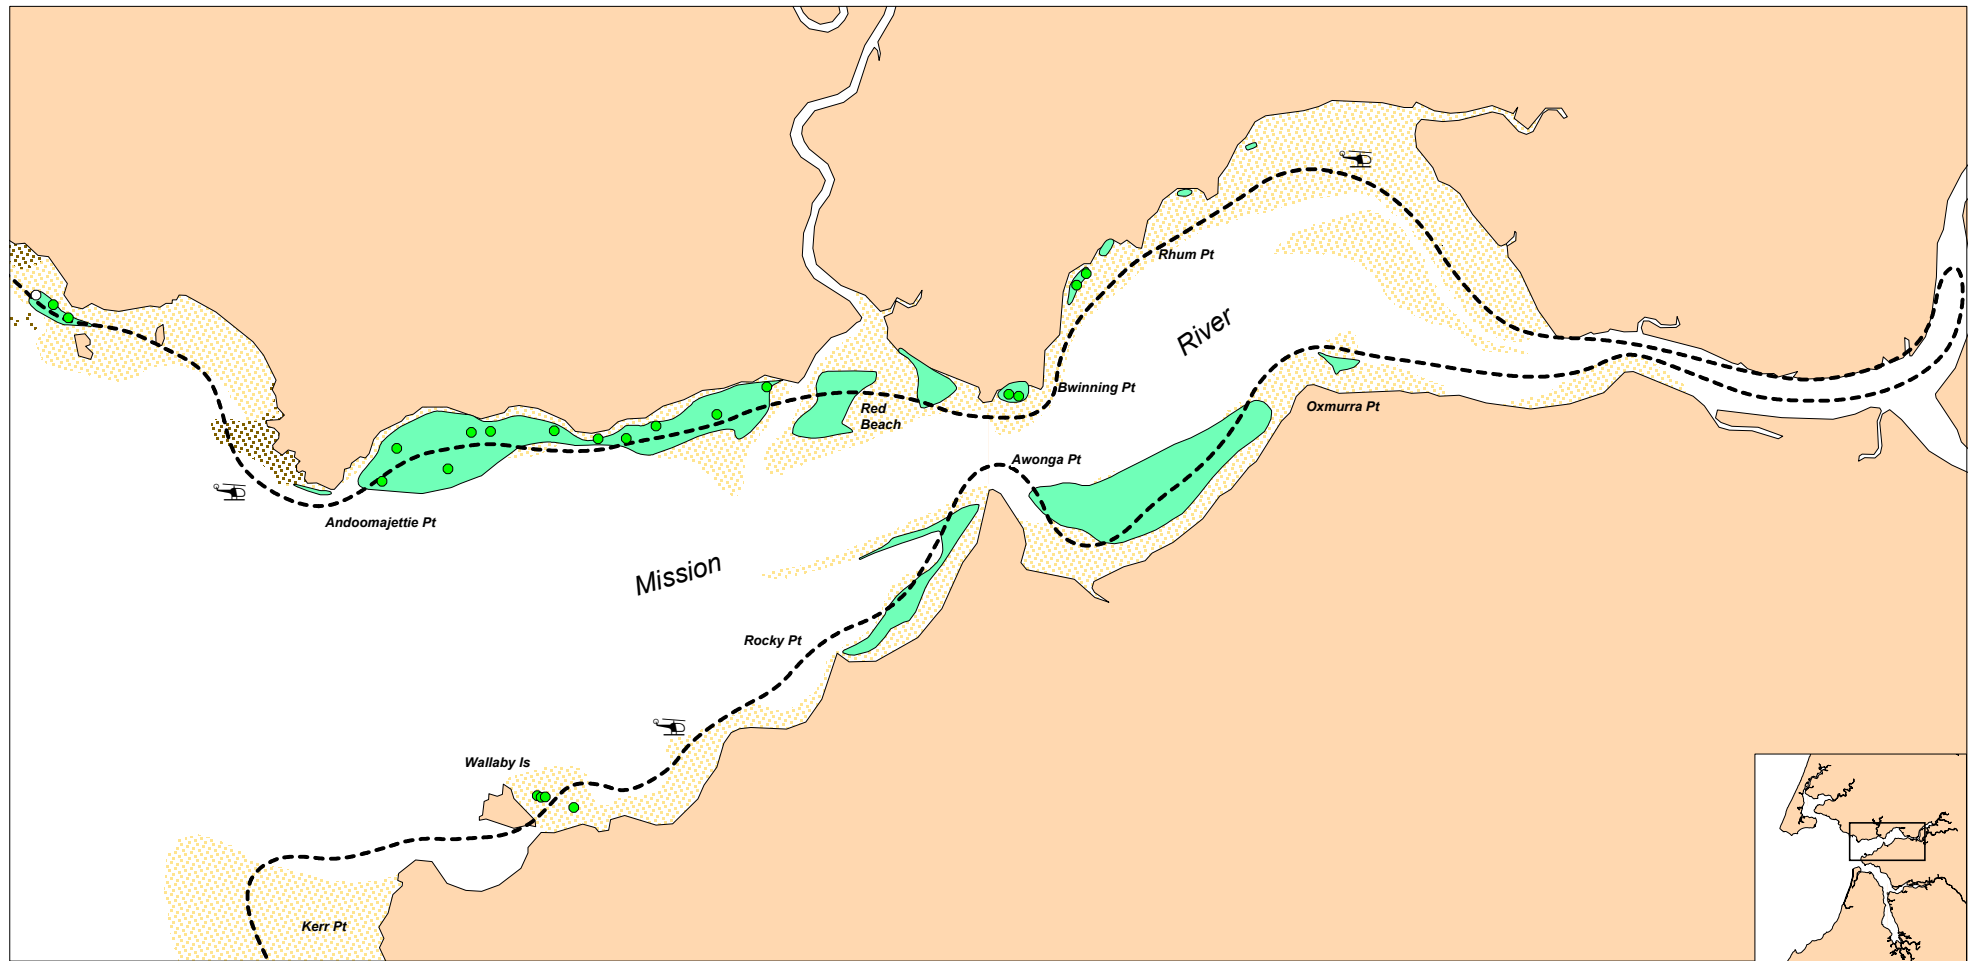 Rhum Pt
River
Bwinning Pt
Red
Beach
Oxmurra Pt
Awonga Pt
Andoomajettie Pt
Mission
Rocky Pt
Wallaby Is
Kerr Pt